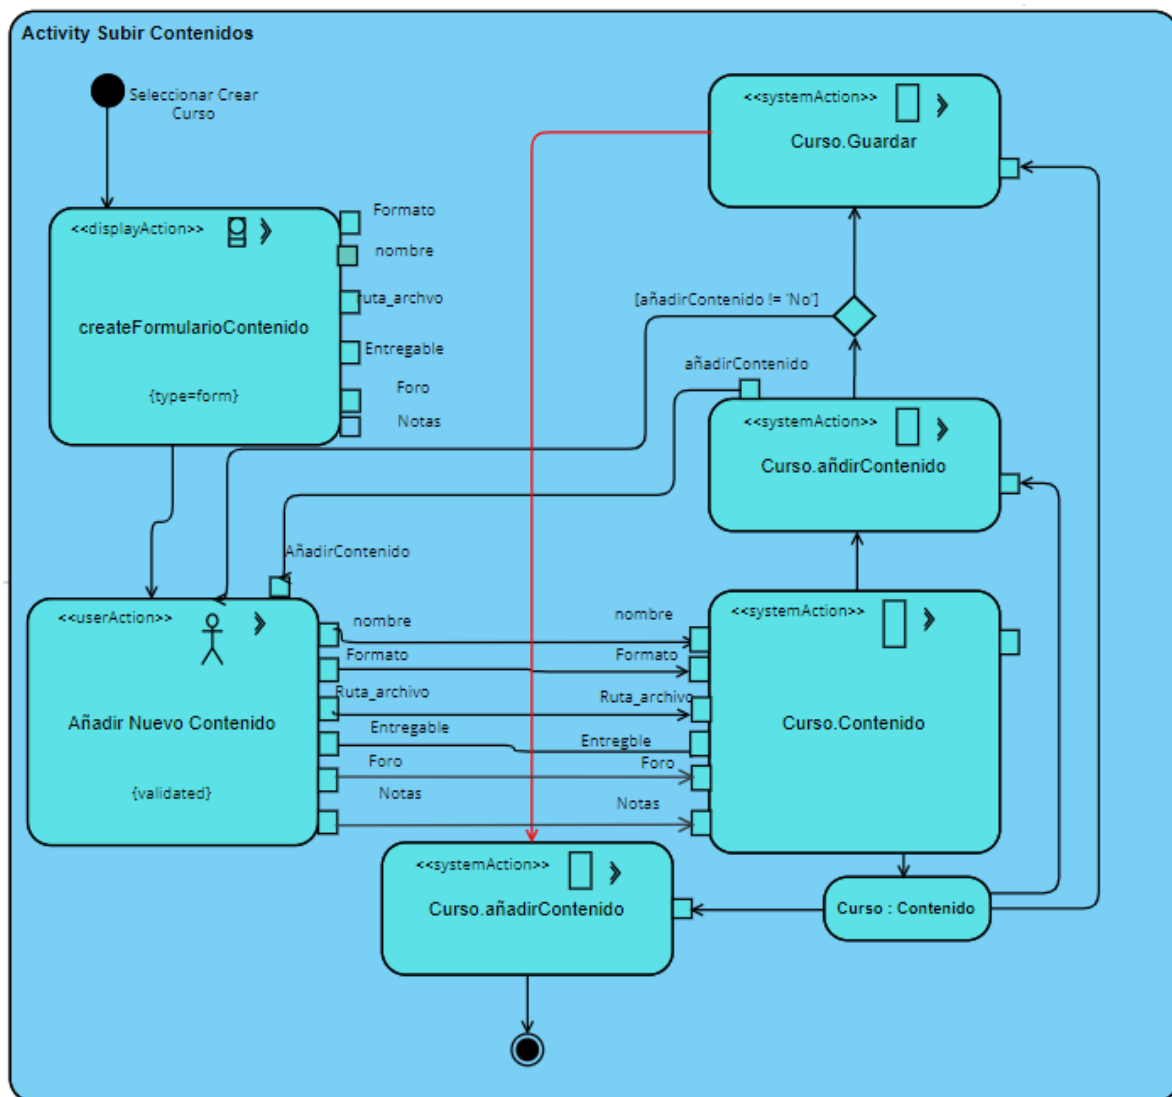 Activity Subir Contenidos
Seleccionar Crear
Curso
<<systemAction>>
Curso.Guardar
<<displayAction>>
createFormularioContenido
{type=form}
Formato
nombre
ruta_archvo
Entregable
Foro
Notas
[añadirContenido != 'No']
añadirContenido
<<systemAction>>
Curso.añdirContenido
AñadirContenido
<<userAction>>
Añadir Nuevo Contenido
{validated}
nombre
Formato
Ruta_archivo
Entregable
Foro
Notas
nombre
Formato
Ruta_archivo
Entregble
Foro
Notas
<<systemAction>>
Curso.Contenido
<<systemAction>>
Curso.añadirContenido
Curso : Contenido